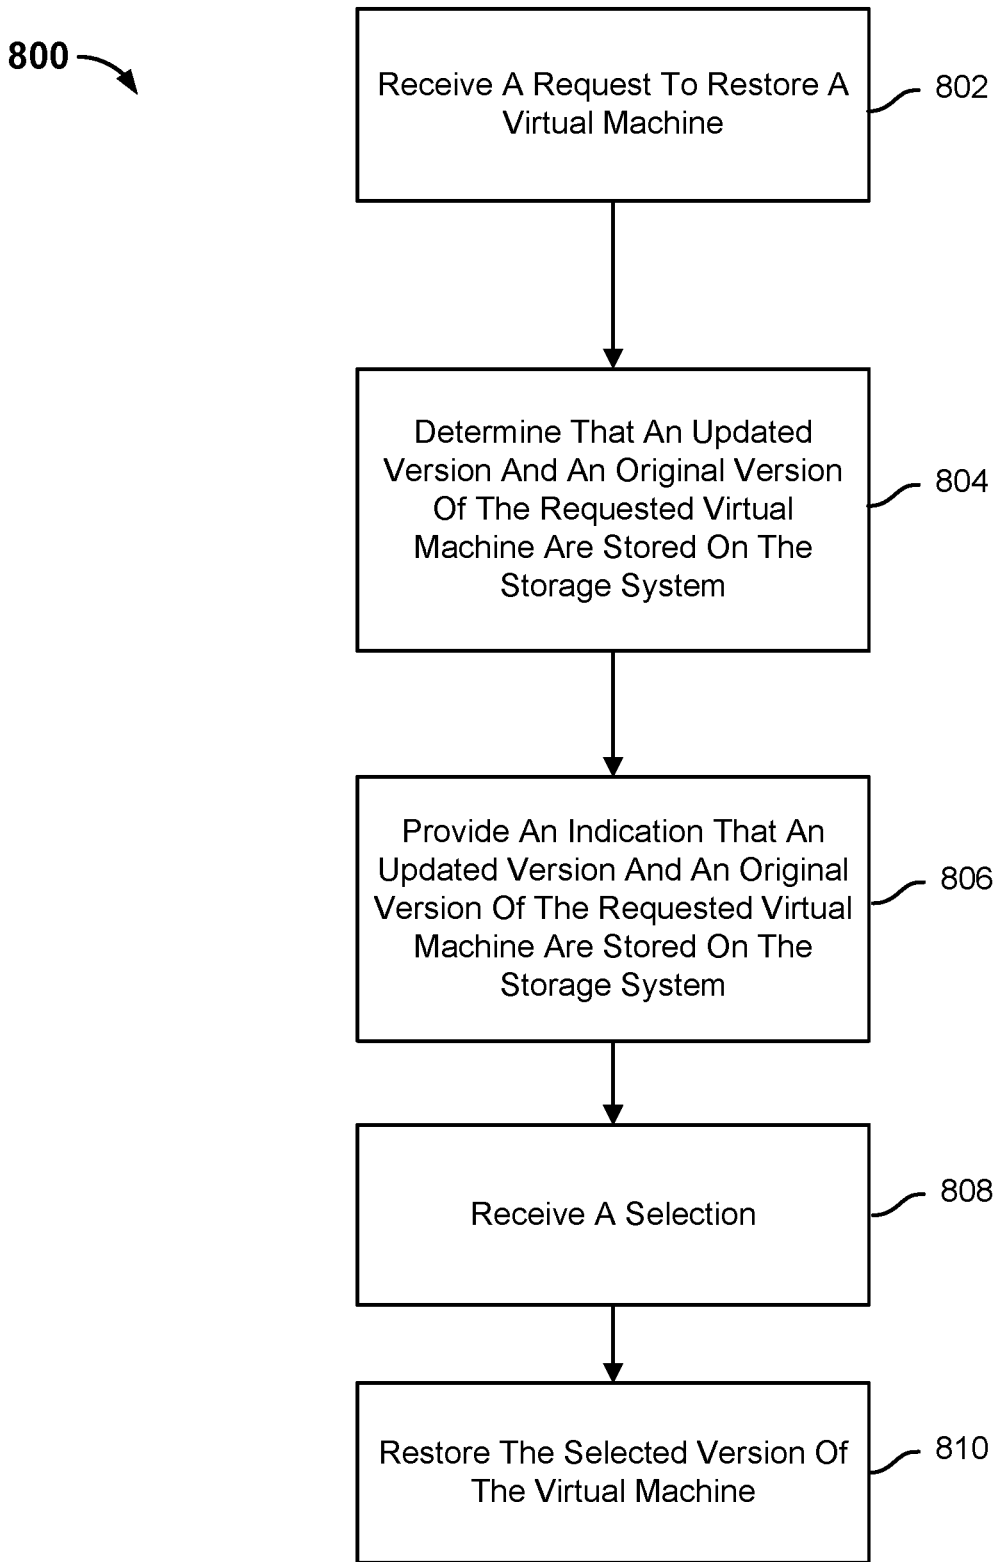 800
Receive A Request To Restore A
Virtual Machine
802
Determine That An Updated
Version And An Original Version
Of The Requested Virtual
Machine Are Stored On The
Storage System
804
Provide An Indication That An
Updated Version And An Original
Version Of The Requested Virtual
Machine Are Stored On The
Storage System
806
Receive A Selection
808
Restore The Selected Version Of
The Virtual Machine
810